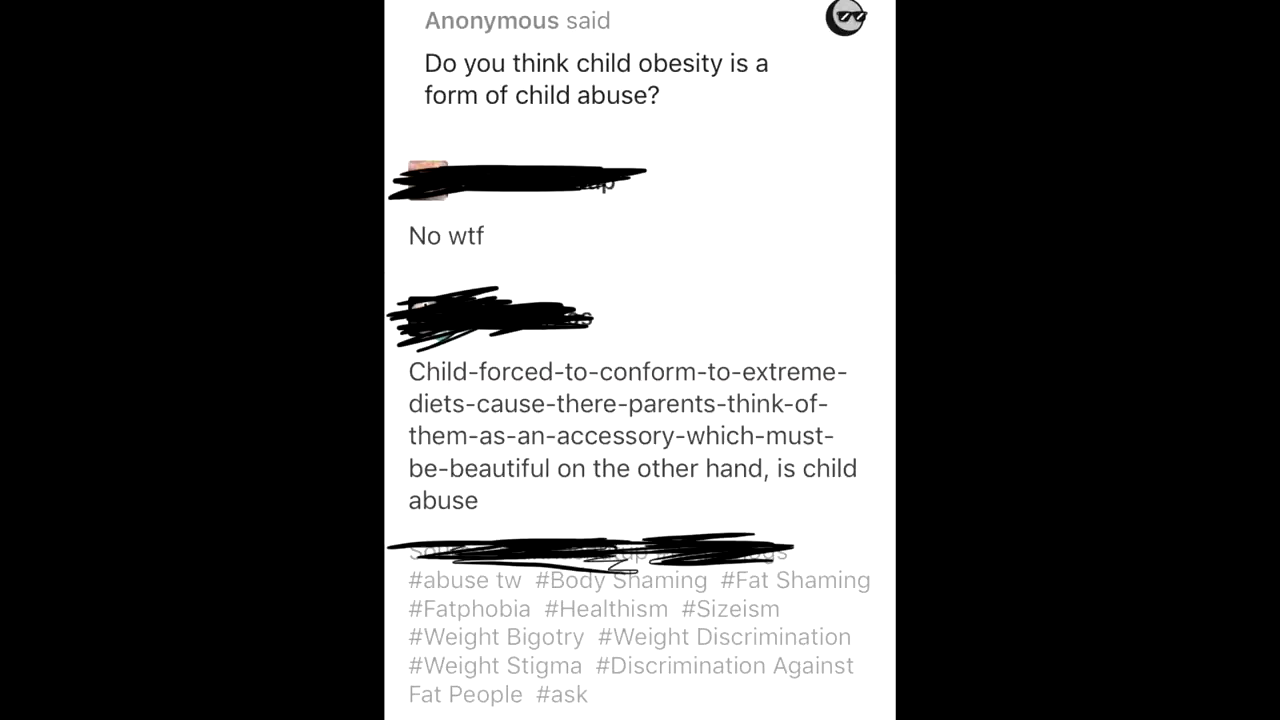 Anonymous said
Do you think child obesity is a
form of child abuse?
No wtf
Child-forced-to-conform-to-extreme-
diets-cause-there-parents-think-of-
them-as-an-accessory-which-must-
be-beautiful on the other hand, is child
abuse
#abuse tw #Body Shaming #Fat Shaming
#Fatphobia #Healthism #Sizeism
#Weight Bigotry #Weight Discrimination
#Weight Stigma #Discrimination Against
Fat People #ask